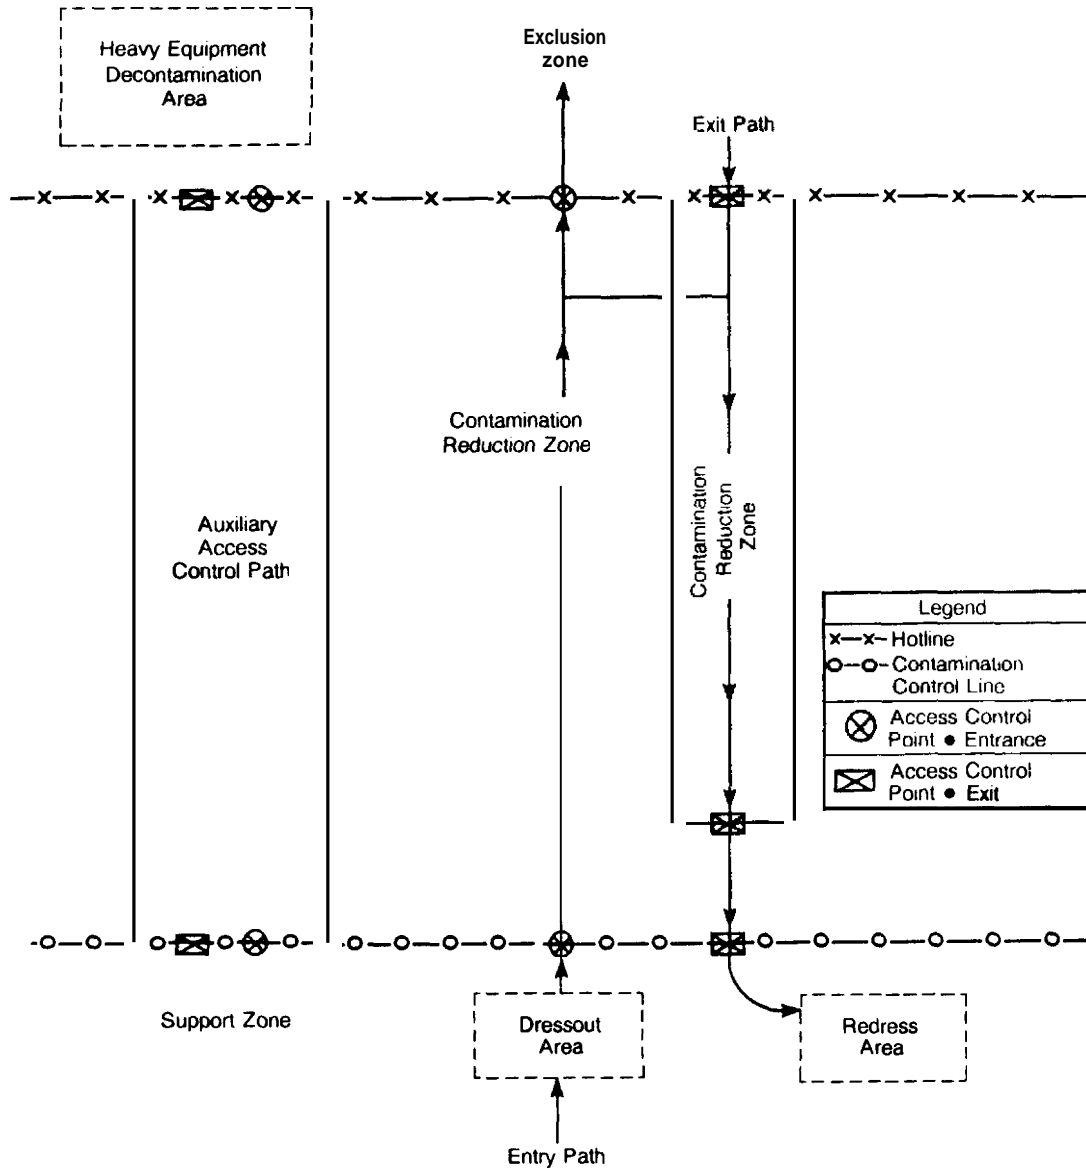 Heavy Equipment
Decontamination
Area
Exclusion
zone
Exit Path
Contamination
Reduction Zone
Auxiliary
Access
Control Path
Contamination
Reduction
Zone
Legend
x—x- Hotline
o—o- Contamination
Control Line
Access Control
Point • Entrance
Access Control
Point • Exit
Support Zone
Dressout
Area
Redress
Area
Entry Path